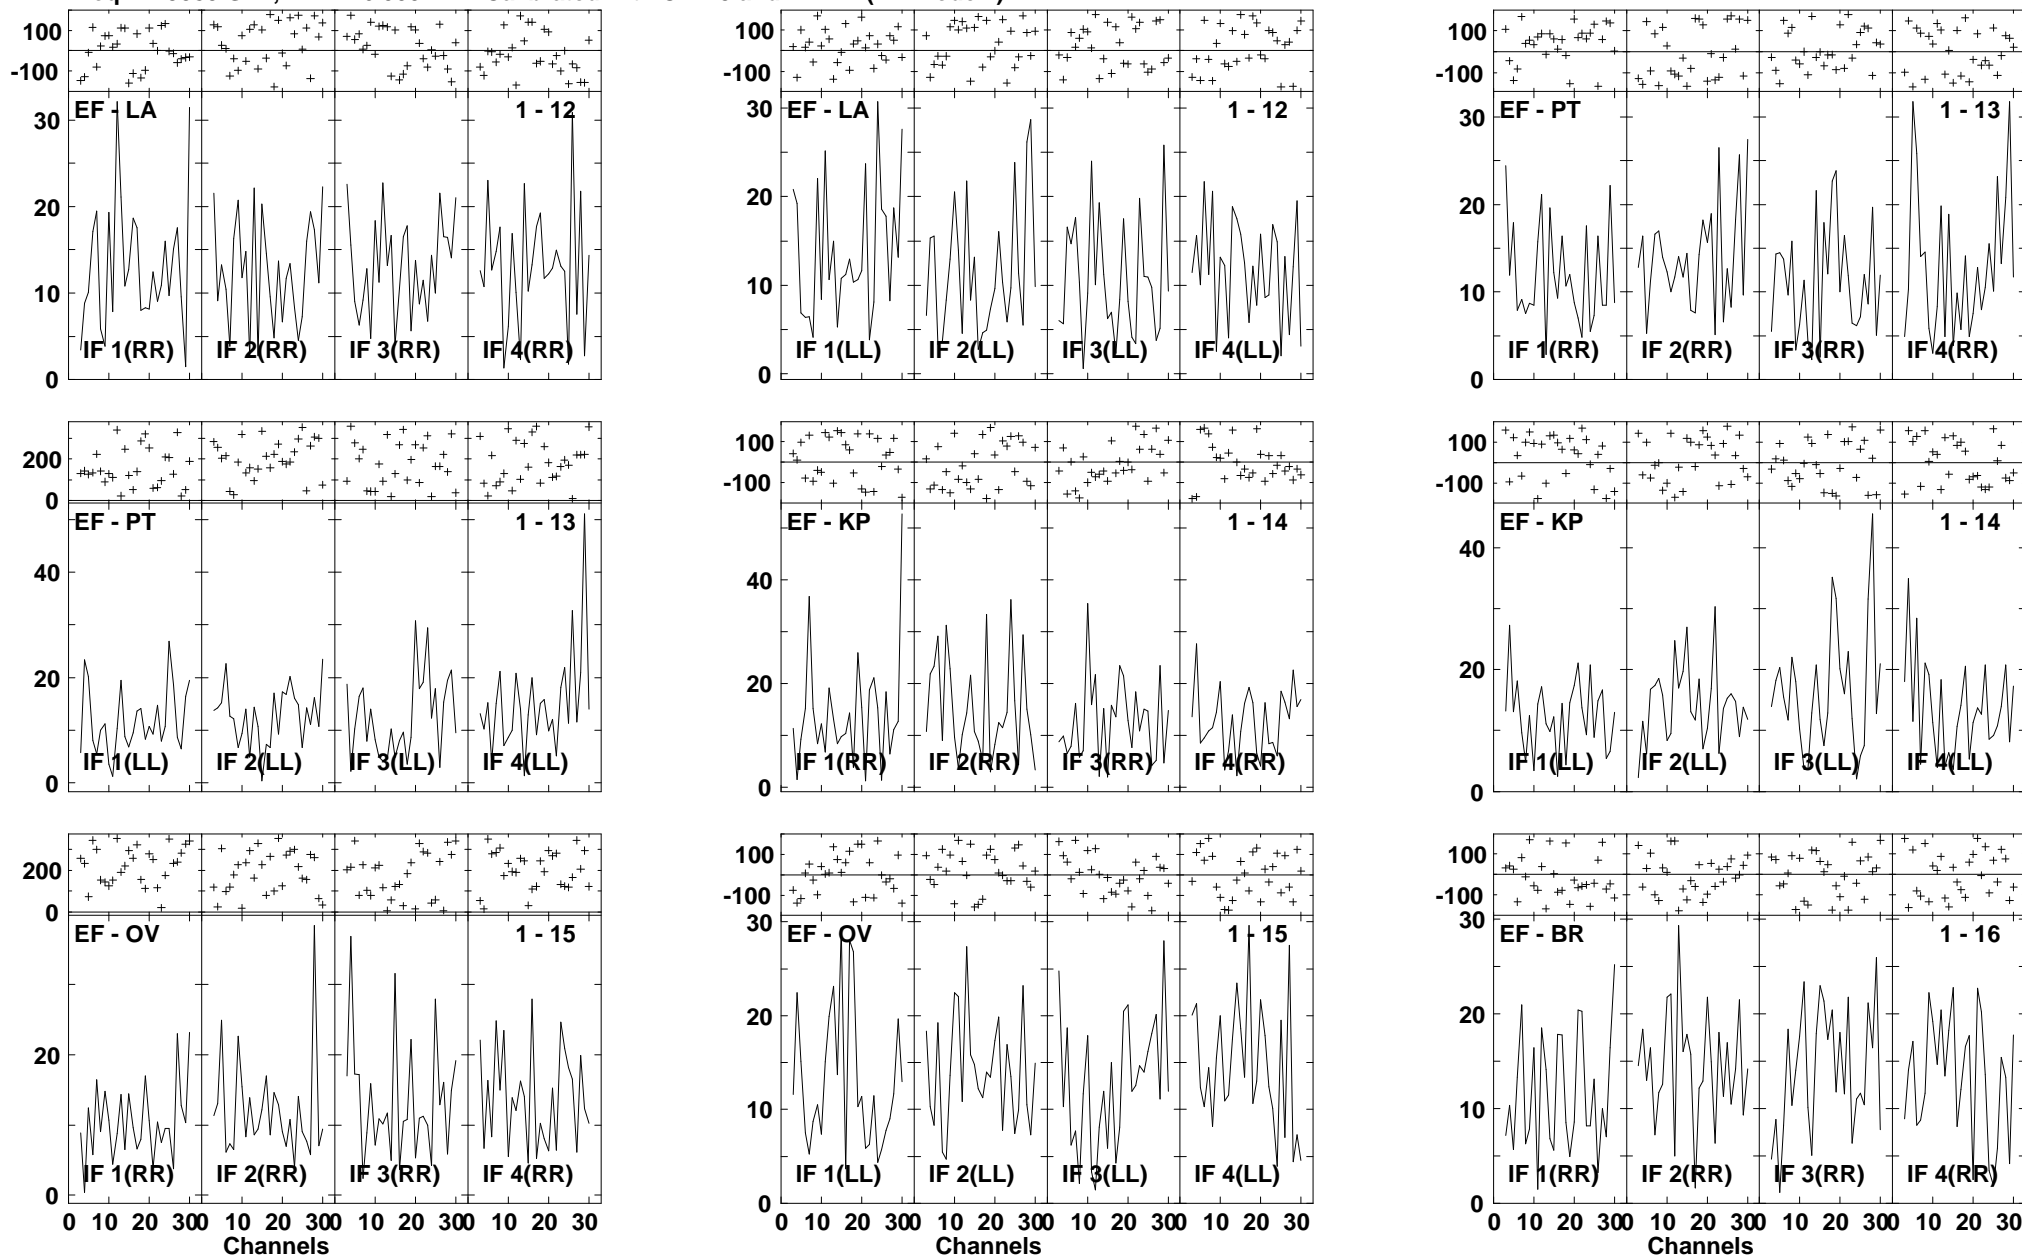 100
-100
EF - LA
1 - 12
30
20
10
0
IF 1(RR)
IF 2(RR)
IF 3(RR)
IF 4(RR)
100
-100
EF - LA
1 - 12
30
20
10
0
IF 1(LL)
IF 2(LL)
IF 3(LL)
IF 4(LL)
100
-100
EF - PT
1 - 13
30
20
10
0
IF 1(RR)
IF 2(RR)
IF 3(RR)
IF 4(RR)
200
0
EF - PT
1 - 13
40
20
0
IF 1(LL)
IF 2(LL)
IF 3(LL)
IF 4(LL)
100
-100
EF - KP
1 - 14
40
20
0
IF 1(RR)
IF 2(RR)
IF 3(RR)
IF 4(RR)
100
-100
EF - KP
1 - 14
40
20
0
IF 1(LL)
IF 2(LL)
IF 3(LL)
IF 4(LL)
200
0
EF - OV
1 - 15
20
0
IF 1(RR)
IF 2(RR)
IF 3(RR)
IF 4(RR)
0 10 20 30 0 10 20 30 0 10 20 30 0 10 20 30
Channels
100
-100
EF - OV
1 - 15
30
20
10
0
IF 1(LL)
IF 2(LL)
IF 3(LL)
IF 4(LL)
0 10 20 30 0 10 20 30 0 10 20 30 0 10 20 30
Channels
100
-100
EF - BR
1 - 16
30
20
10
0
IF 1(RR)
IF 2(RR)
IF 3(RR)
IF 4(RR)
0 10 20 30 0 10 20 30 0 10 20 30 0 10 20 30
Channels